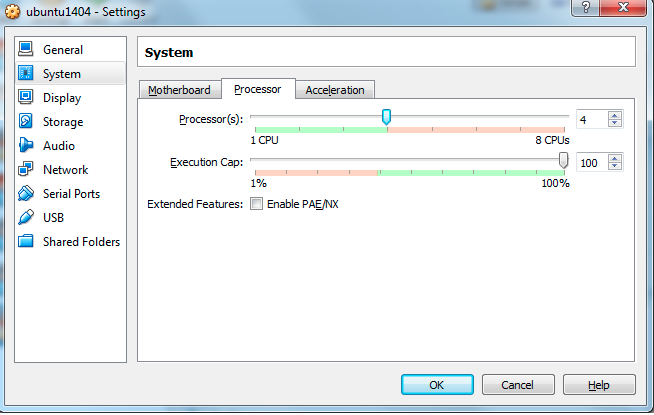 ubuntu1404 - Settings
General
System
Display
Storage
Audio
Network
Serial Ports
USB
Shared Folders
System
Motherboard Processor Acceleration
Processor(s): 4
1 CPU 8 CPUs
Execution Cap: 100
1% 100%
Extended Features: Enable PAE/NX
OK Cancel Help